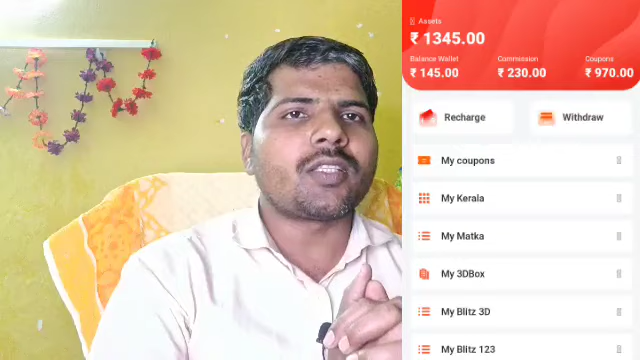 Assets
₹ 1345.00
Balance Wallet Commission Coupons
₹ 145.00 ₹ 230.00 ₹ 970.00
Recharge Withdraw
My coupons
My Kerala
My Matka
My 3DBox
My Blitz 3D
My Blitz 123